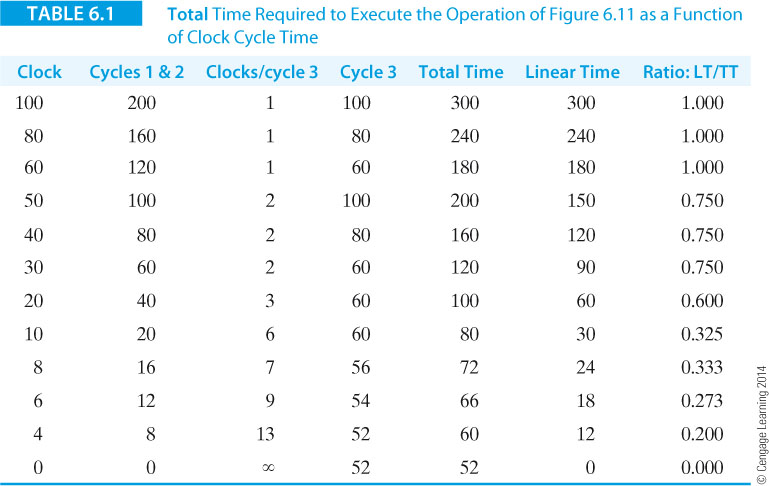 TABLE 6.1 Total Time Required to Execute the Operation of Figure 6.11 as a Function
of Clock Cycle Time
Clock Cycles 1 & 2 Clocks/cycle 3 Cycle 3 Total Time Linear Time Ratio: LT/TT
100 200 1 100 300 300 1.000
80 160 1 80 240 240 1.000
60 120 1 60 180 180 1.000
50 100 2 100 200 150 0.750
40 80 2 80 160 120 0.750
30 60 2 60 120 90 0.750
20 40 3 60 100 60 0.600
10 20 6 60 80 30 0.325
8 16 7 56 72 24 0.333
6 12 9 54 66 18 0.273
4 8 13 52 60 12 0.200
0 0 ∞ 52 52 0 0.000
© Cengage Learning 2014